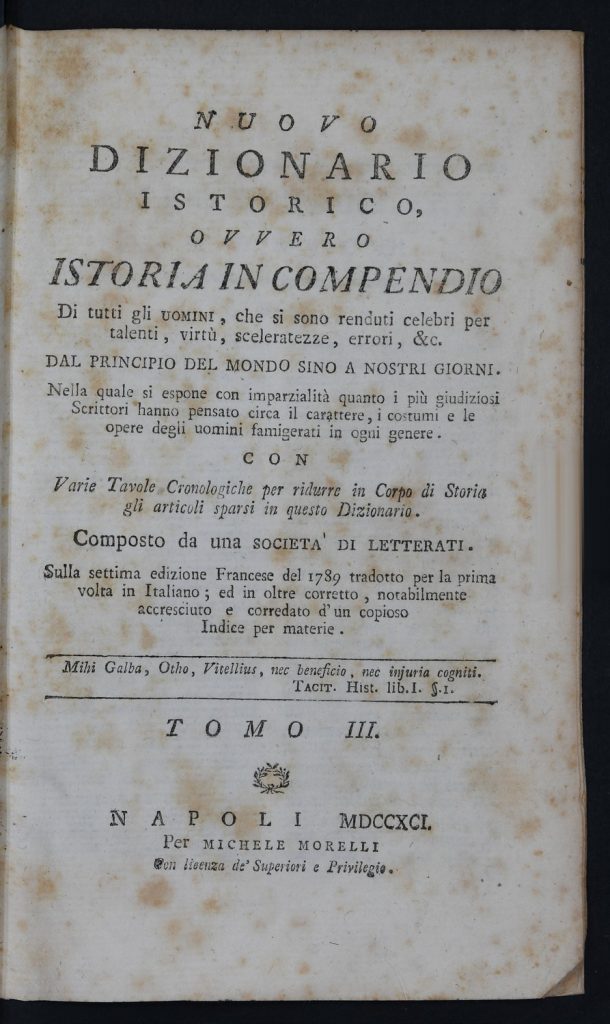 NUOVO
DIZIONARIO
ISTORICO,
OVVERO
ISTORIA IN COMPENDIO
Di tutti gli UOMINI, che si sono renduti celebri per
talenti, virtù, sceleratezze, errori, &c.
DAL PRINCIPIO DEL MONDO SINO A NOSTRI GIORNI.
Nella quale si espone con imparzialità quanto i più giudiziosi
Scrittori hanno pensato circa il carattere, i costumi e le
opere degli uomini famigerati in ogni genere.
CON
Varie Tavole Cronologiche per ridurre in Corpo di Storia
gli articoli sparsi in questo Dizionario.
Composto da una SOCIETA' DI LETTERATI.
Sulla settima edizione Francese del 1789 tradotto per la prima
volta in Italiano; ed in oltre corretto, notabilmente
accresciuto e corredato d'un copioso
Indice per materie.
Mihi Galba, Otho, Vitellius, nec beneficio, nec injuria cogniti.
TACIT. Hist. lib.I. §.1.
TOMO III.
NAPOLI MDCCXCI.
Per MICHELE MORELLI
Con licenza de' Superiori e Privilegio.